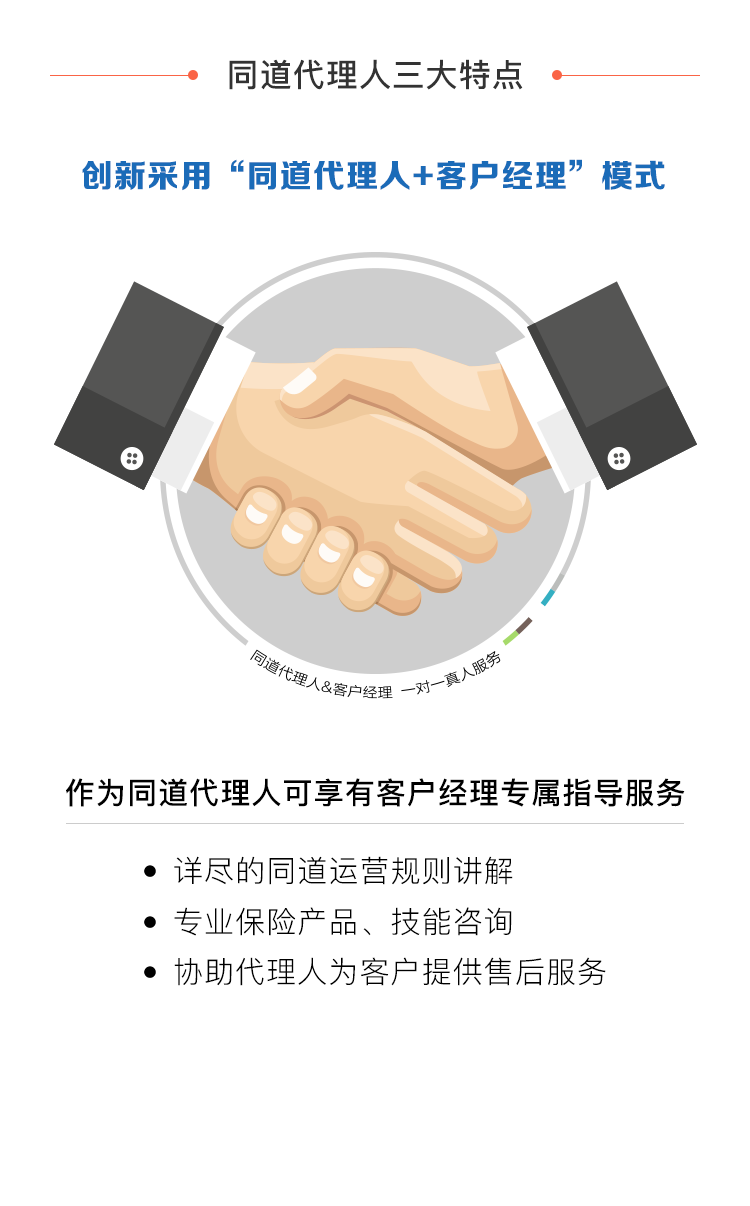 同道代理人三大特点
创新采用“同道代理人+客户经理”模式
同道代理人&客户经理 一对一真人服务
作为同道代理人可享有客户经理专属指导服务
● 详尽的同道运营规则讲解
● 专业保险产品、技能咨询
● 协助代理人为客户提供售后服务